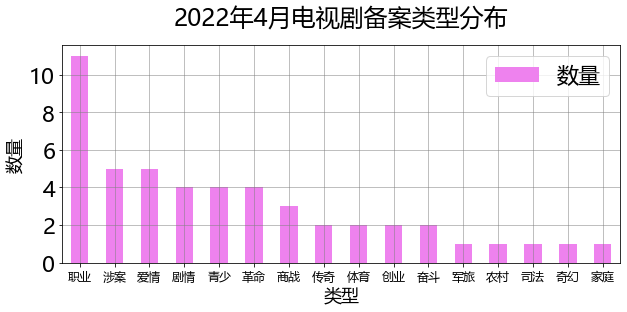 2022年4月电视剧备案类型分布
数量
10
8
6
4
2
0
数量
职业 涉案 爱情 剧情 青少 革命 商战 传奇 体育 创业 奋斗 军旅 农村 司法 奇幻 家庭
类型